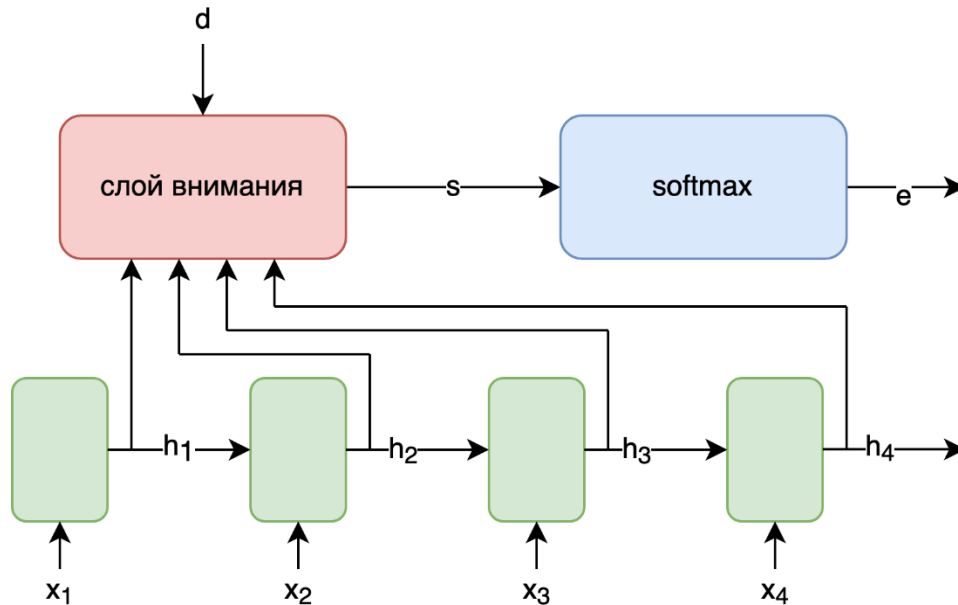 d
слой внимания
s
softmax
e
h₁
h₂
h₃
h₄
x₁
x₂
x₃
x₄